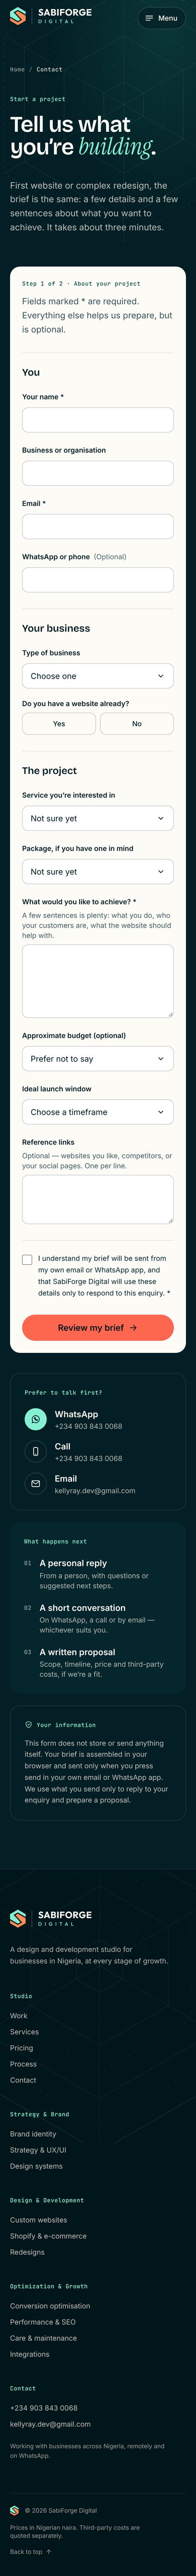 SABIFORGE
DIGITAL
Menu
Home / Contact
Start a project
Tell us what
you’re building.
First website or complex redesign, the
brief is the same: a few details and a few
sentences about what you want to
achieve. It takes about three minutes.
Step 1 of 2 · About your project
Fields marked * are required.
Everything else helps us prepare, but
is optional.
You
Your name *
Business or organisation
Email *
WhatsApp or phone (Optional)
Your business
Type of business
Choose one
Do you have a website already?
Yes
No
The project
Service you’re interested in
Not sure yet
Package, if you have one in mind
Not sure yet
What would you like to achieve? *
A few sentences is plenty: what you do, who
your customers are, what the website should
help with.
Approximate budget (optional)
Prefer not to say
Ideal launch window
Choose a timeframe
Reference links
Optional — websites you like, competitors, or
your social pages. One per line.
I understand my brief will be sent from
my own email or WhatsApp app, and
that SabiForge Digital will use these
details only to respond to this enquiry. *
Review my brief →
Prefer to talk first?
WhatsApp
+234 903 843 0068
Call
+234 903 843 0068
Email
kellyray.dev@gmail.com
What happens next
01 A personal reply
From a person, with questions or
suggested next steps.
02 A short conversation
On WhatsApp, a call or by email —
whichever suits you.
03 A written proposal
Scope, timeline, price and third-party
costs, if we’re a fit.
Your information
This form does not store or send anything
itself. Your brief is assembled in your
browser and sent only when you press
send in your own email or WhatsApp app.
We use what you send only to reply to your
enquiry and prepare a proposal.
SABIFORGE
DIGITAL
A design and development studio for
businesses in Nigeria, at every stage of growth.
Studio
Work
Services
Pricing
Process
Contact
Strategy & Brand
Brand identity
Strategy & UX/UI
Design systems
Design & Development
Custom websites
Shopify & e-commerce
Redesigns
Optimization & Growth
Conversion optimisation
Performance & SEO
Care & maintenance
Integrations
Contact
+234 903 843 0068
kellyray.dev@gmail.com
Working with businesses across Nigeria, remotely and
on WhatsApp.
© 2026 SabiForge Digital
Prices in Nigerian naira. Third-party costs are
quoted separately.
Back to top ↑